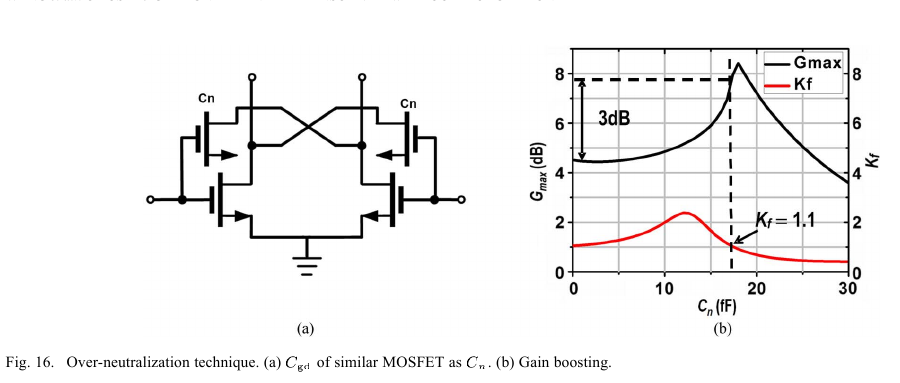 Cn
Cn
(a)
Gmax
Kf
3dB
Kf = 1.1
8
6
4
2
0
8
6
4
2
0
0
10
20
30
Gmax (dB)
Kf
Cn (fF)
(b)
Fig. 16. Over-neutralization technique. (a) Cgd of similar MOSFET as Cn. (b) Gain boosting.